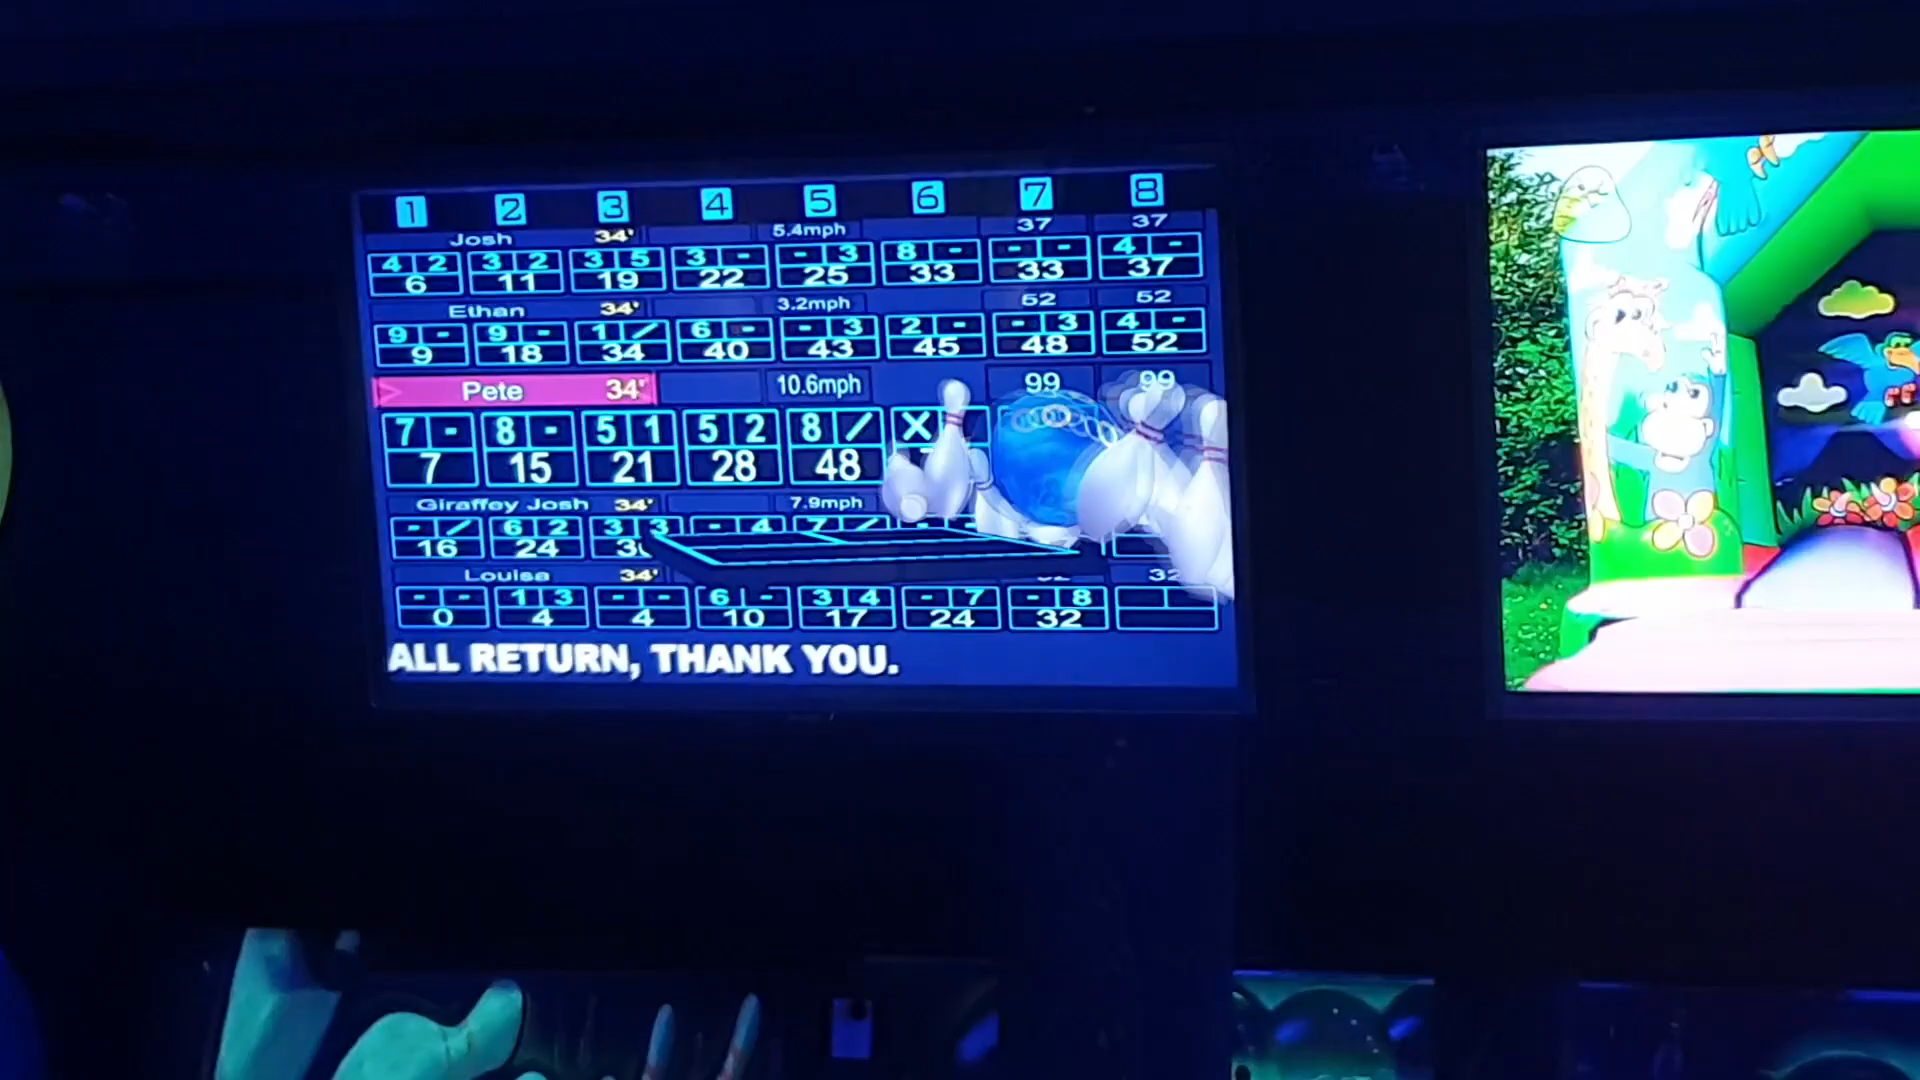 1 2 3 4 5 6 7 8
Josh 34' 5.4mph 37 37
4 2 3 2 3 5 3 - - 3 8 - - - 4 -
6 11 19 22 25 33 33 37
Ethan 34' 3.2mph 52 52
9 - 9 - 1 / 6 - - 3 2 - - 3 4 -
9 18 34 40 43 45 48 52
Pete 34' 10.6mph 99 99
7 - 8 - 5 1 5 2 8 / X
7 15 21 28 48
Giraffey Josh 34' 7.9mph
- / 6 2 3 3 - 4 7 / - -
16 24
Louisa 34' 32
- - 1 3 - - 6 - 3 4 - 7 - 8
0 4 4 10 17 24 32
ALL RETURN, THANK YOU.